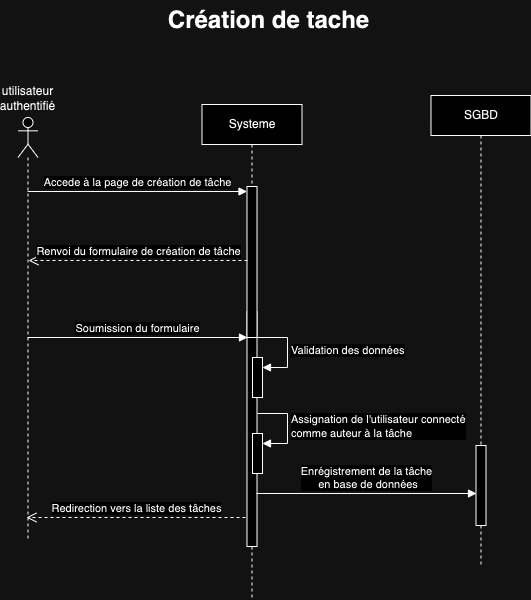 Création de tache
utilisateur
authentifié
Systeme
SGBD
Accede à la page de création de tâche
Renvoi du formulaire de création de tâche
Soumission du formulaire
Validation des données
Assignation de l'utilisateur connecté
comme auteur à la tâche
Enrégistrement de la tâche
en base de données
Redirection vers la liste des tâches